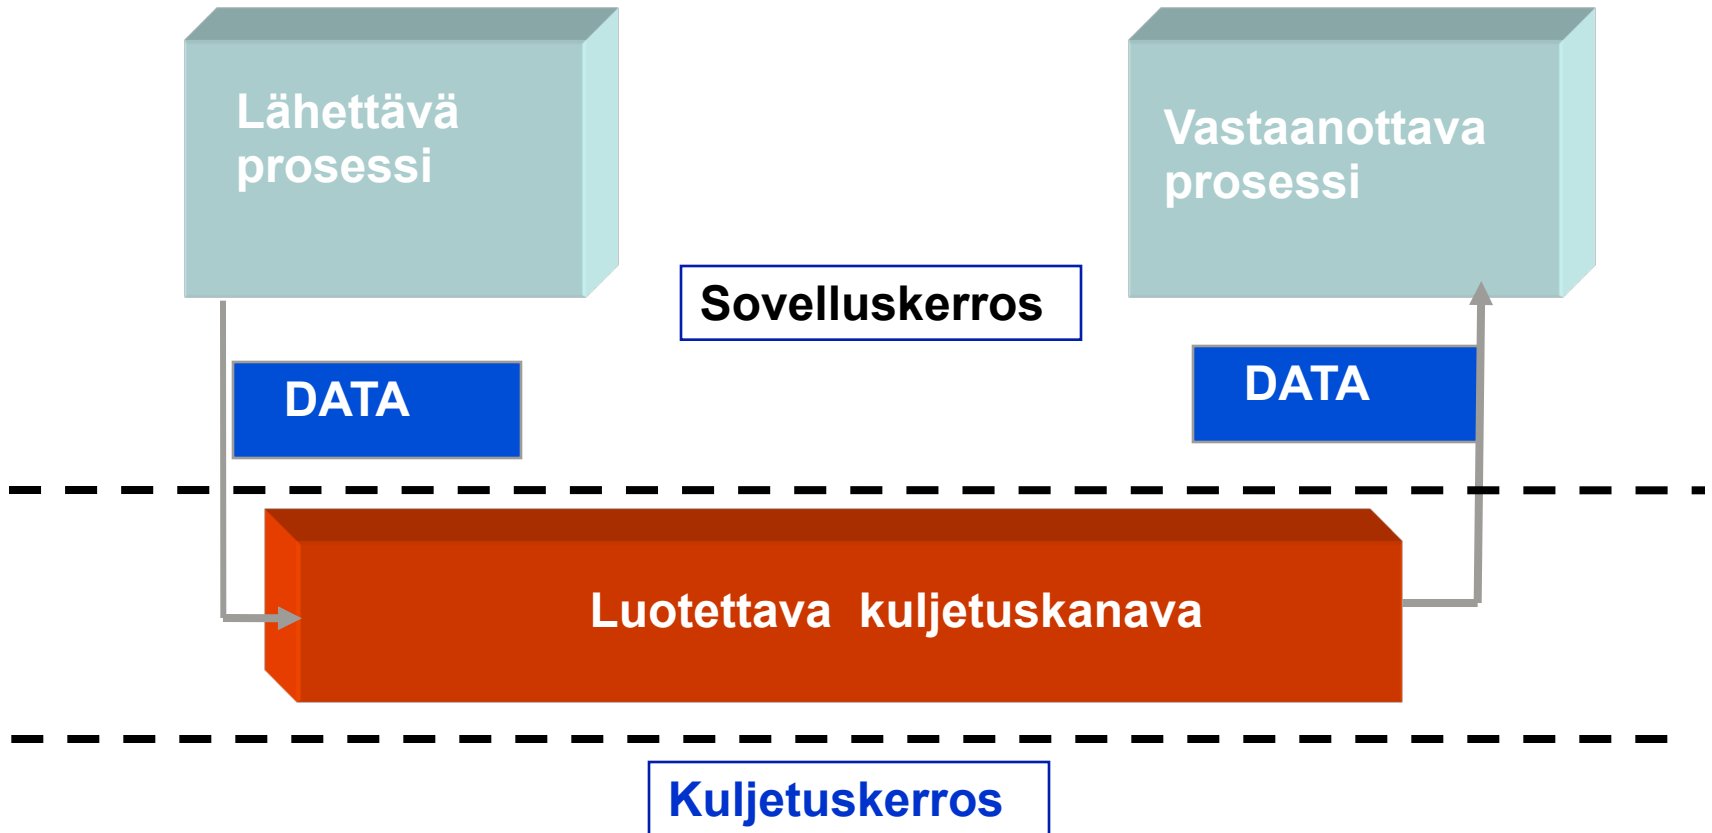 Lähettävä
prosessi
Vastaanottava
prosessi
Sovelluskerros
DATA
DATA
Luotettava kuljetuskanava
Kuljetuskerros